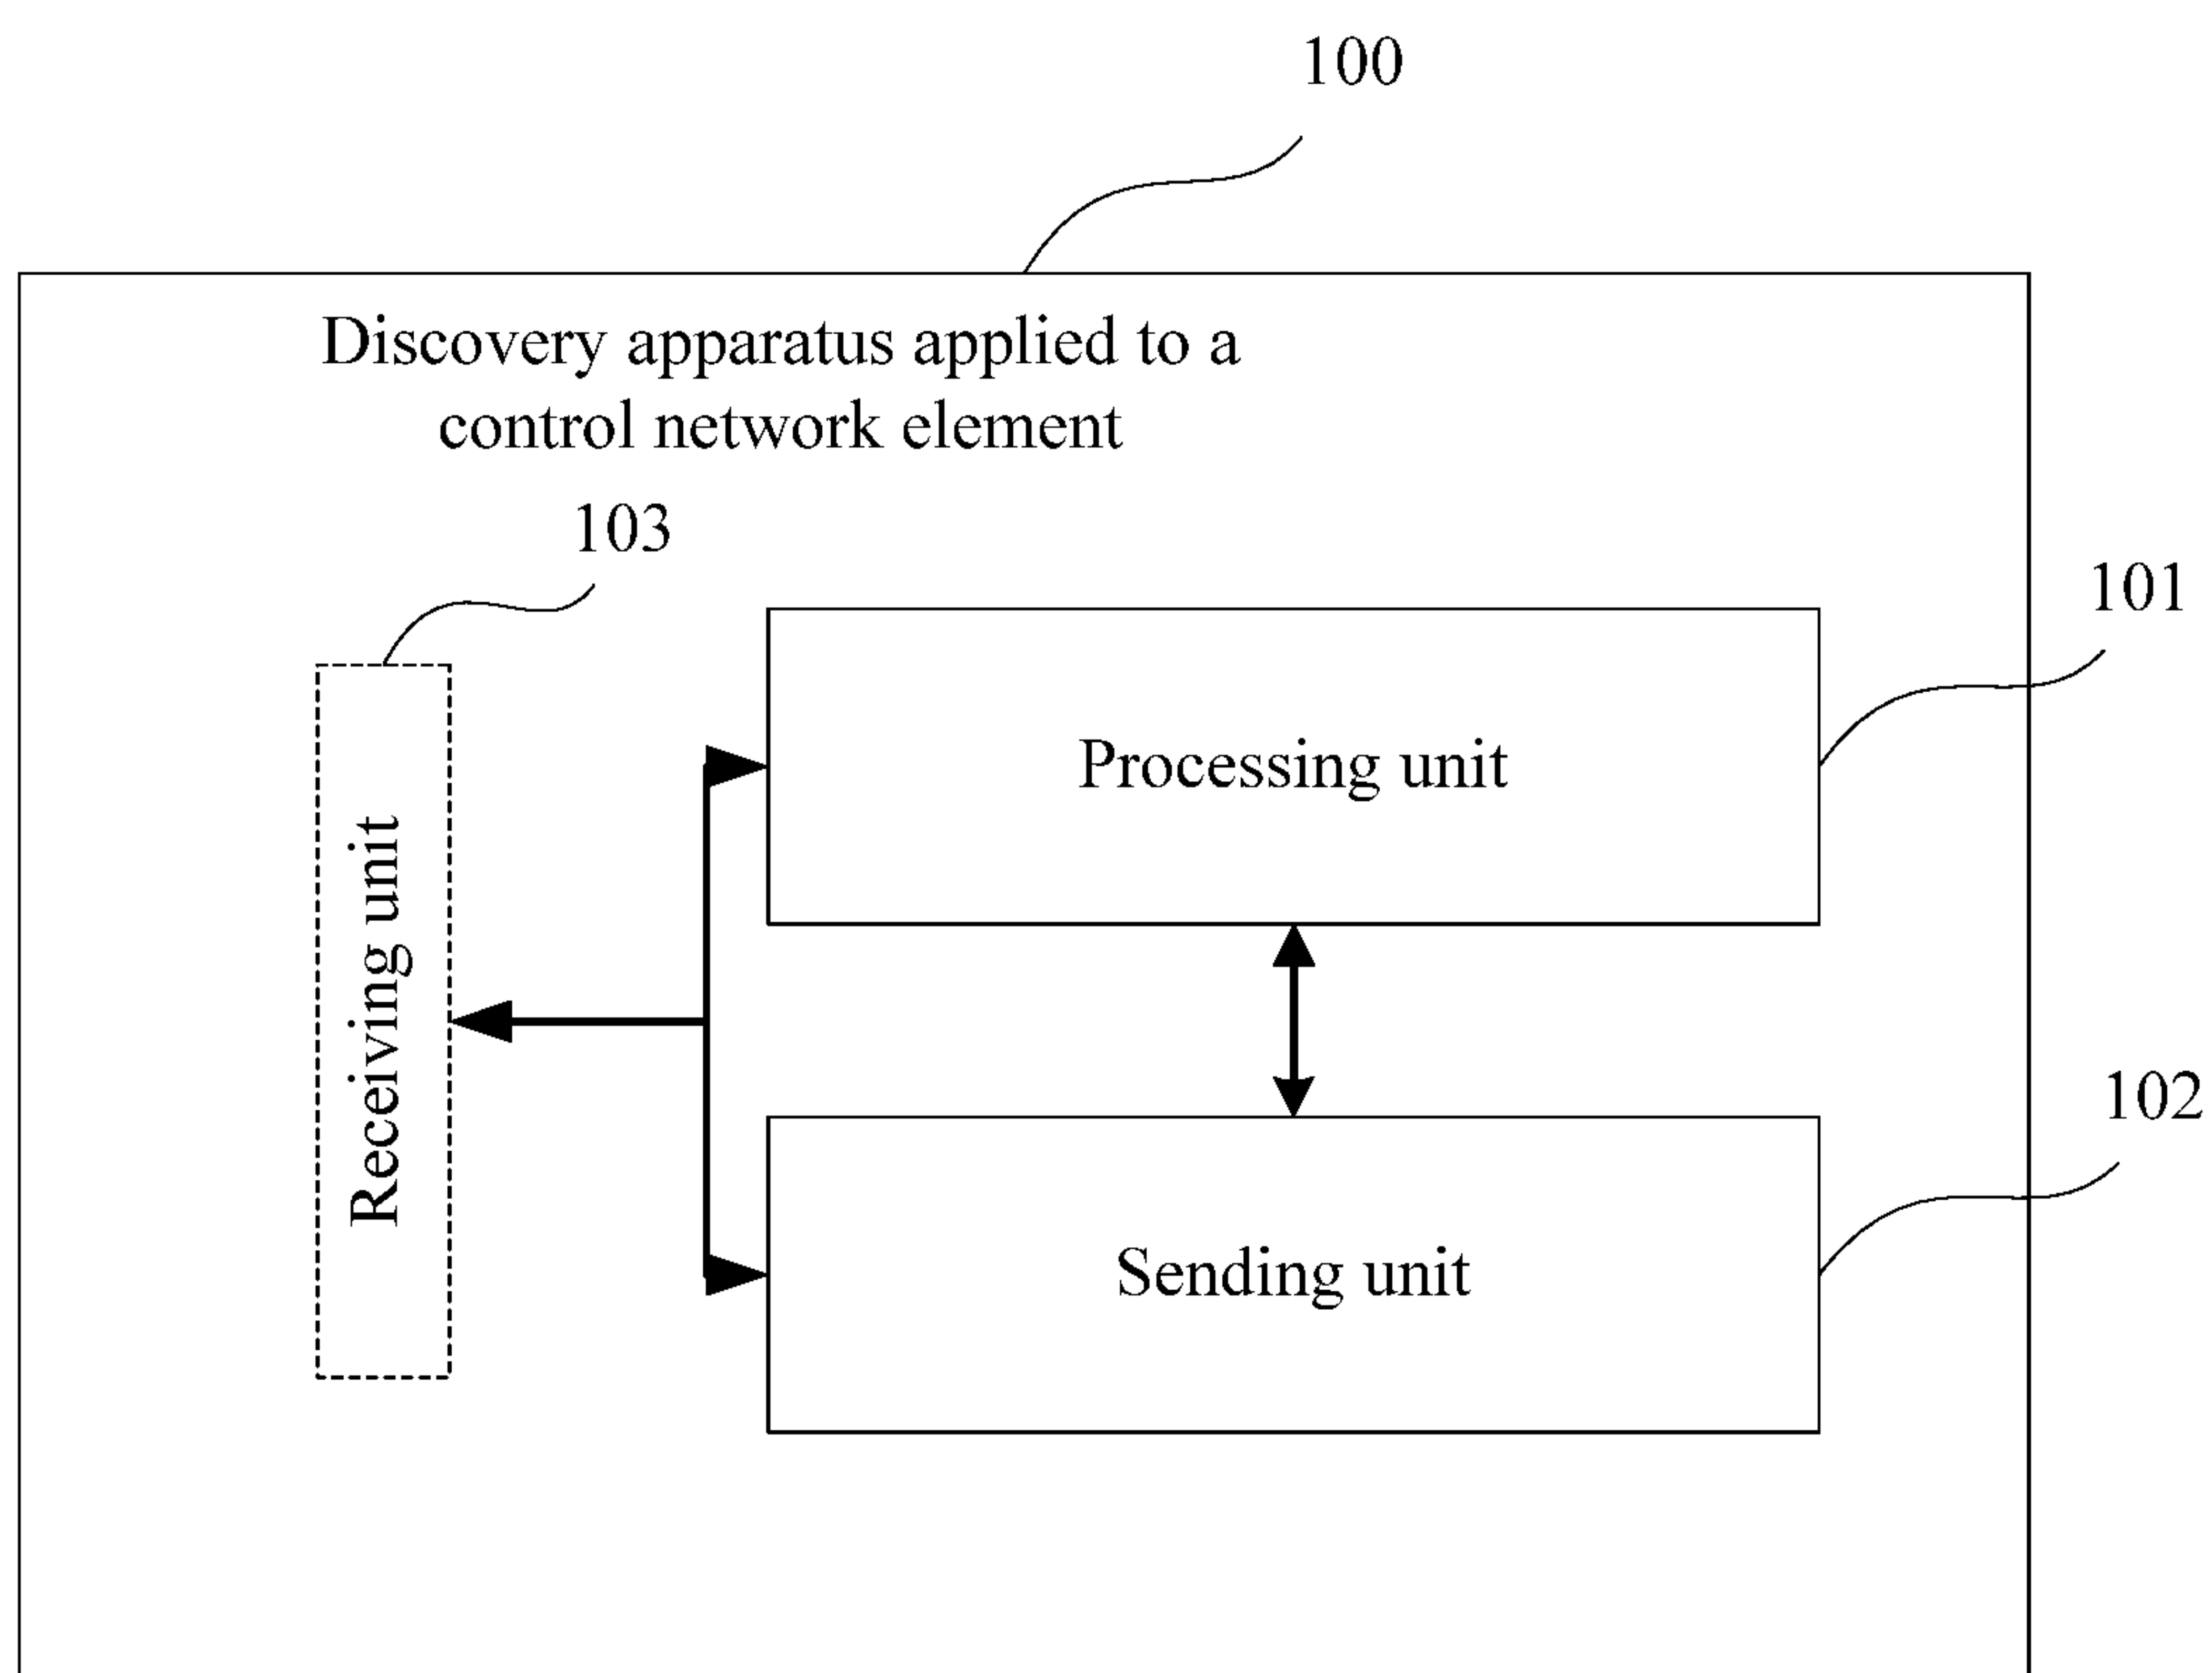 100
Discovery apparatus applied to a
control network element
103
101
Processing unit
Receiving unit
102
Sending unit